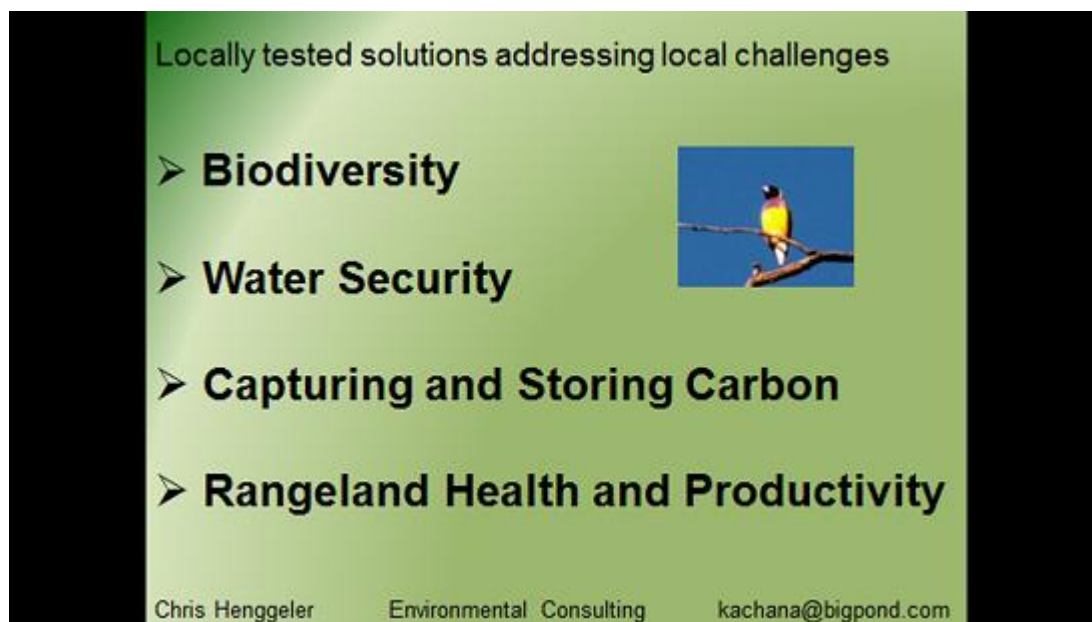 Locally tested solutions addressing local challenges
➢ Biodiversity
➢ Water Security
➢ Capturing and Storing Carbon
➢ Rangeland Health and Productivity
Chris Henggeler Environmental Consulting kachana@bigpond.com